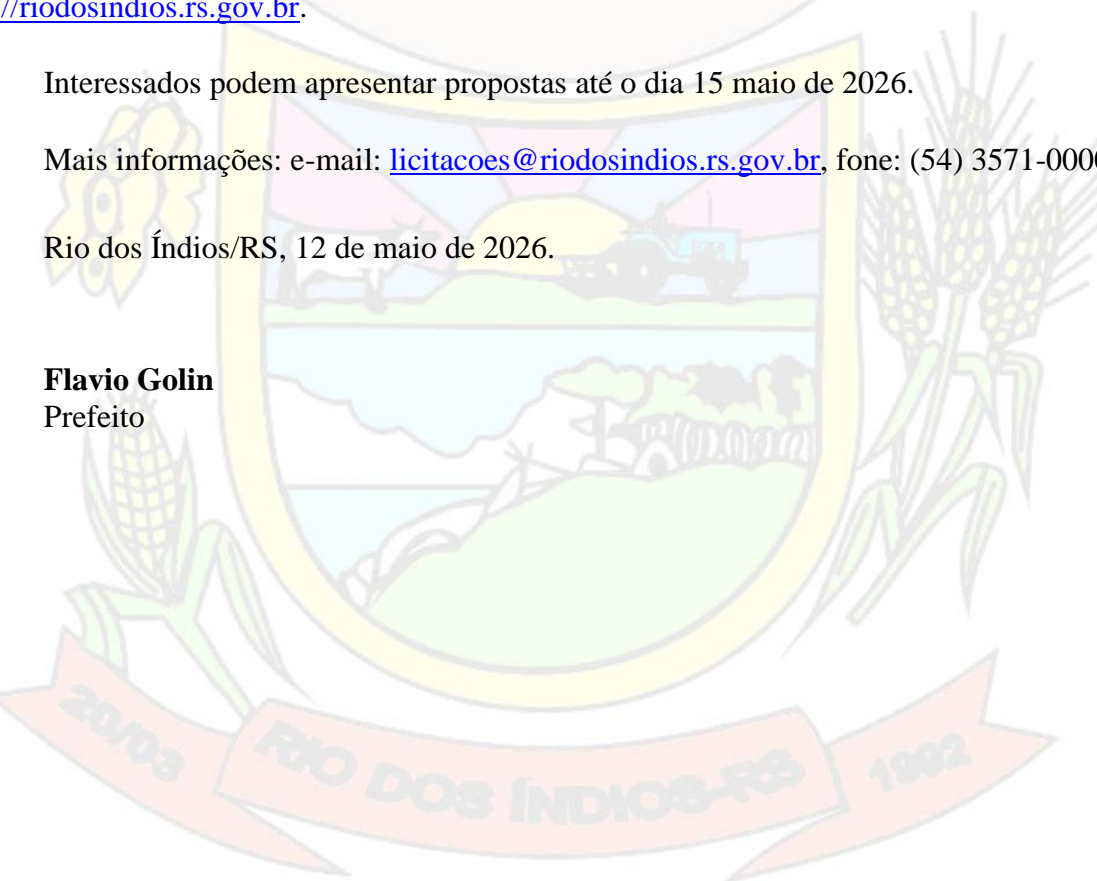 //riodosindios.rs.gov.br.
Interessados podem apresentar propostas até o dia 15 maio de 2026.
Mais informações: e-mail: licitacoes@riodosindios.rs.gov.br, fone: (54) 3571-0000
Rio dos Índios/RS, 12 de maio de 2026.
Flavio Golin
Prefeito
20/03
RIO DOS ÍNDIOS-RS
1992